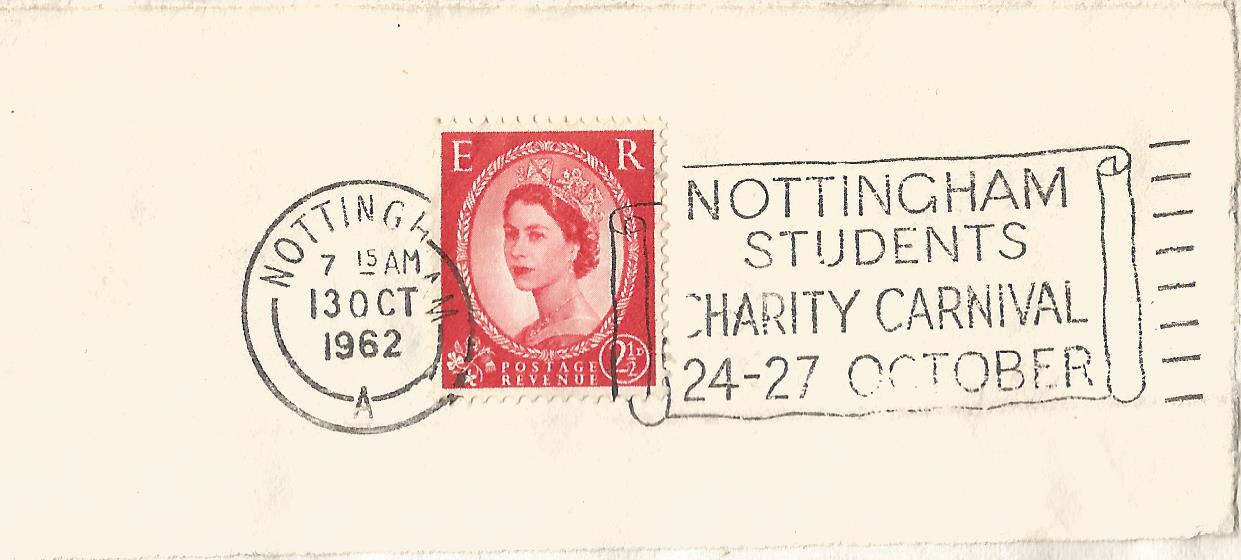 NOTTINGHAM
7 15 AM
13 OCT
1962
A
E R
POSTAGE
REVENUE
2½D
NOTTINGHAM
STUDENTS
CHARITY CARNIVAL
24-27 OCTOBER